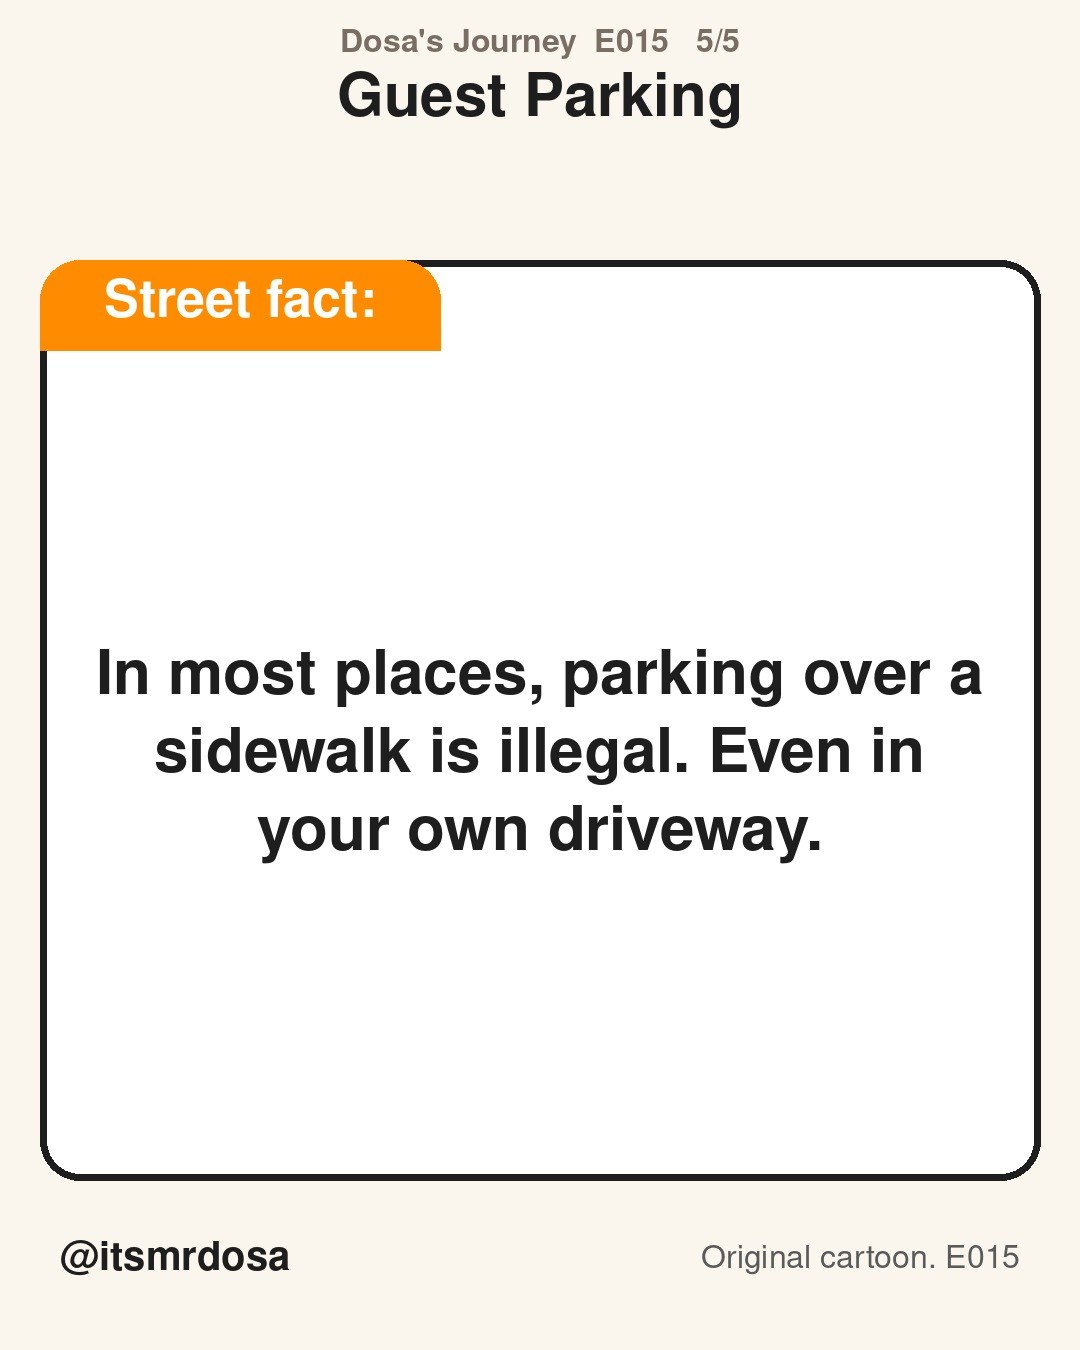 Dosa's Journey E015 5/5
Guest Parking
Street fact:
In most places, parking over a
sidewalk is illegal. Even in
your own driveway.
@itsmrdosa
Original cartoon. E015